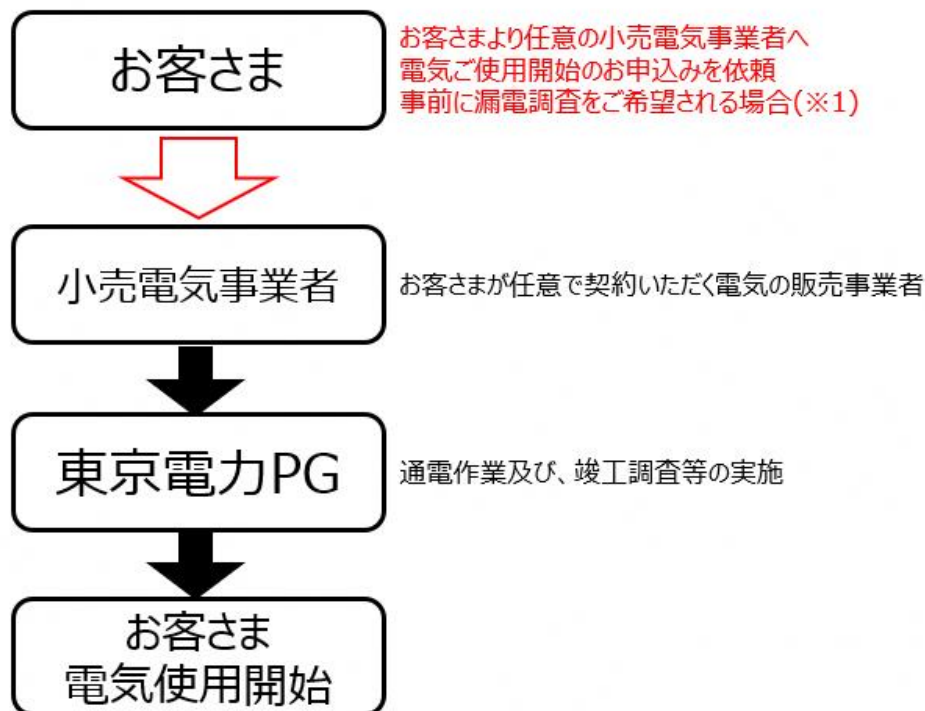 お客さま
お客さまより任意の小売電気事業者へ
電気ご使用開始のお申込みを依頼
事前に漏電調査をご希望される場合(※1)
小売電気事業者
お客さまが任意で契約いただく電気の販売事業者
東京電力PG
通電作業及び、竣工調査等の実施
お客さま
電気使用開始